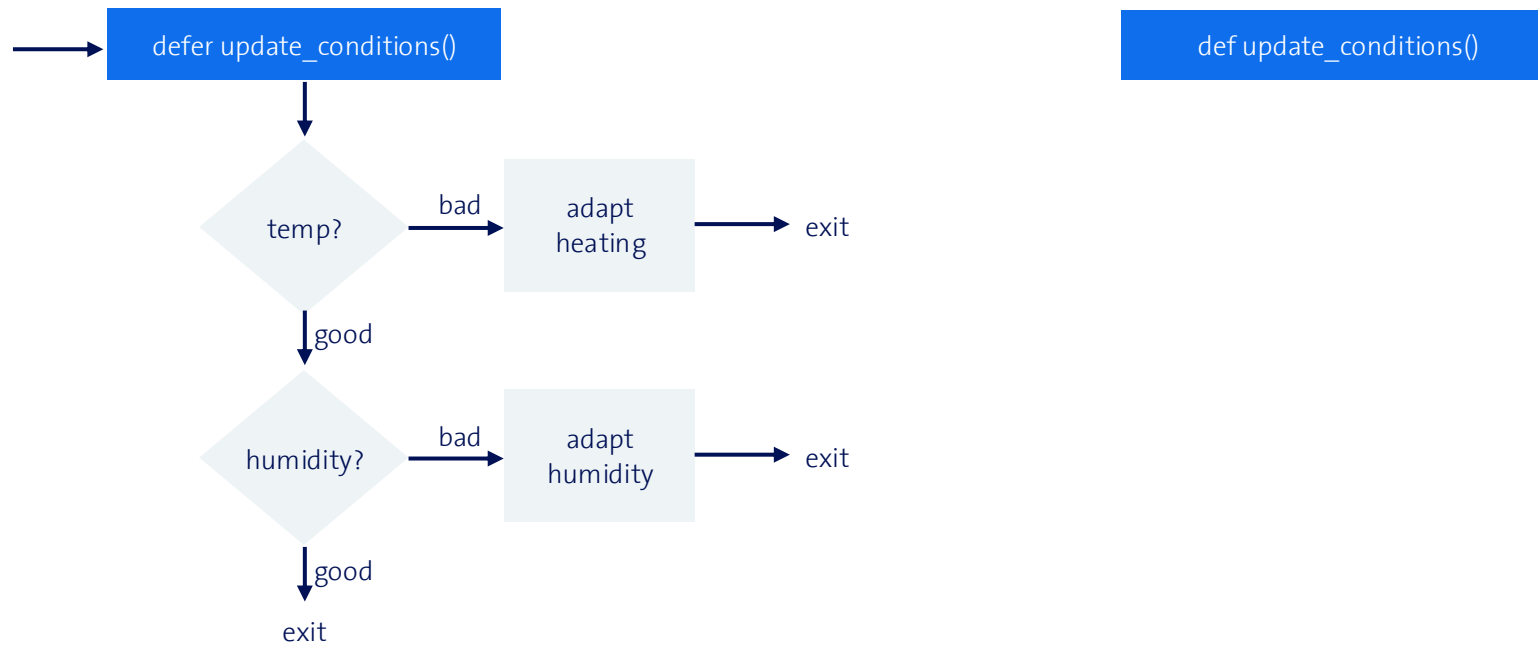 defer update_conditions()
def update_conditions()
temp?
bad
adapt
heating
exit
good
humidity?
bad
adapt
humidity
exit
good
exit